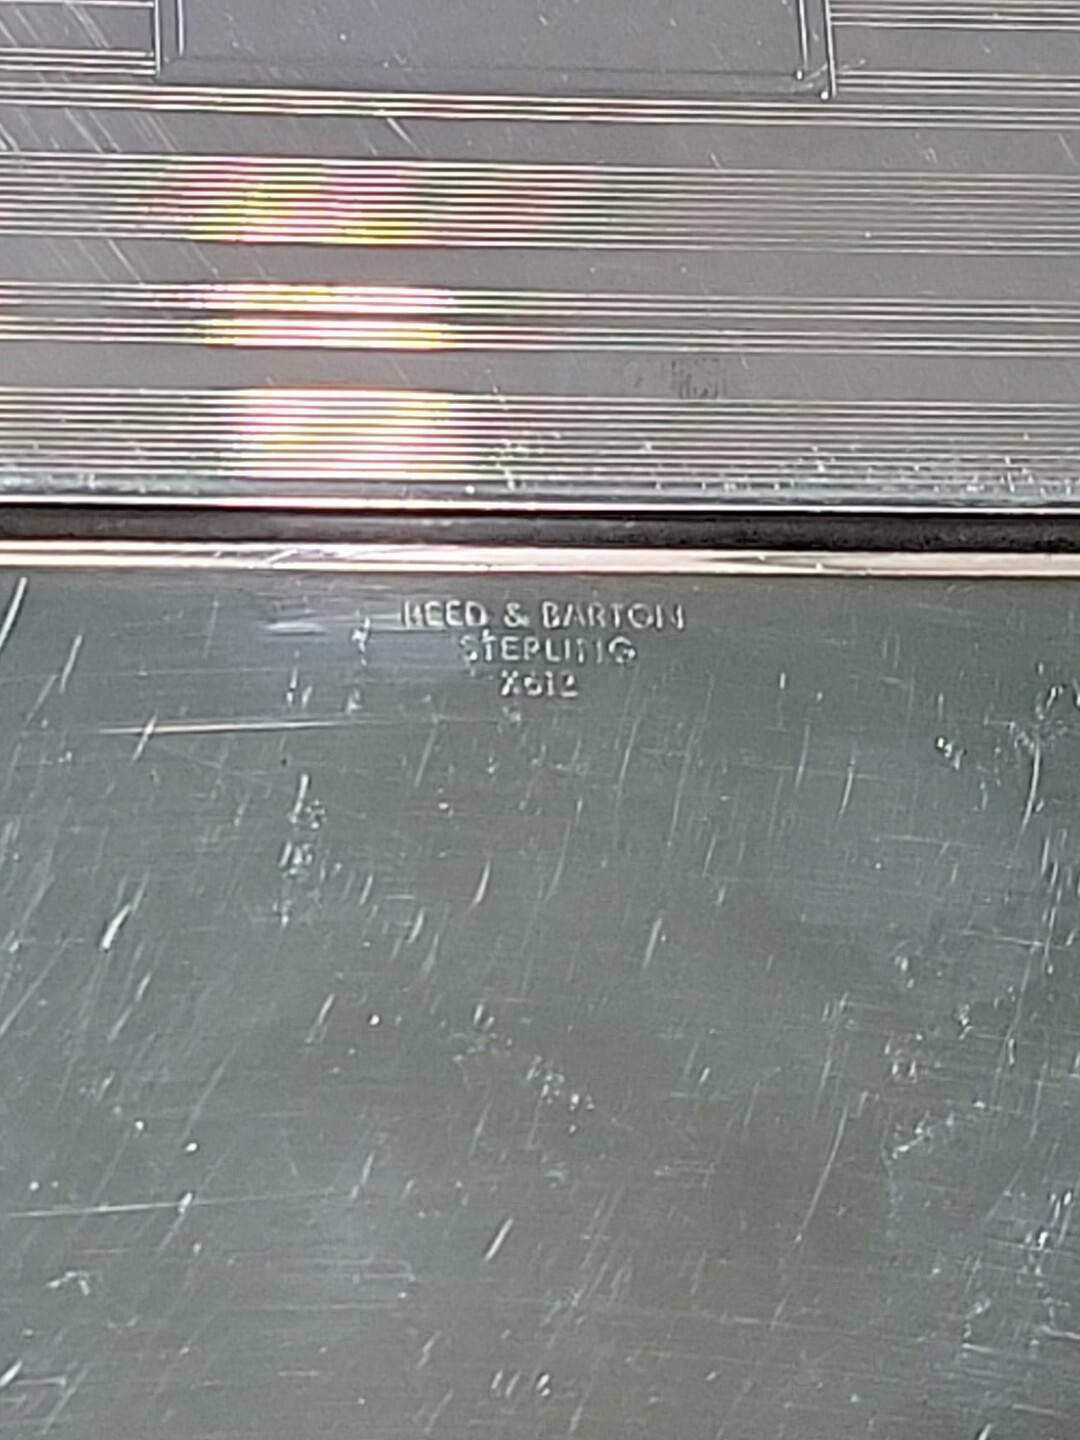 REED & BARTON
STERLING
X612